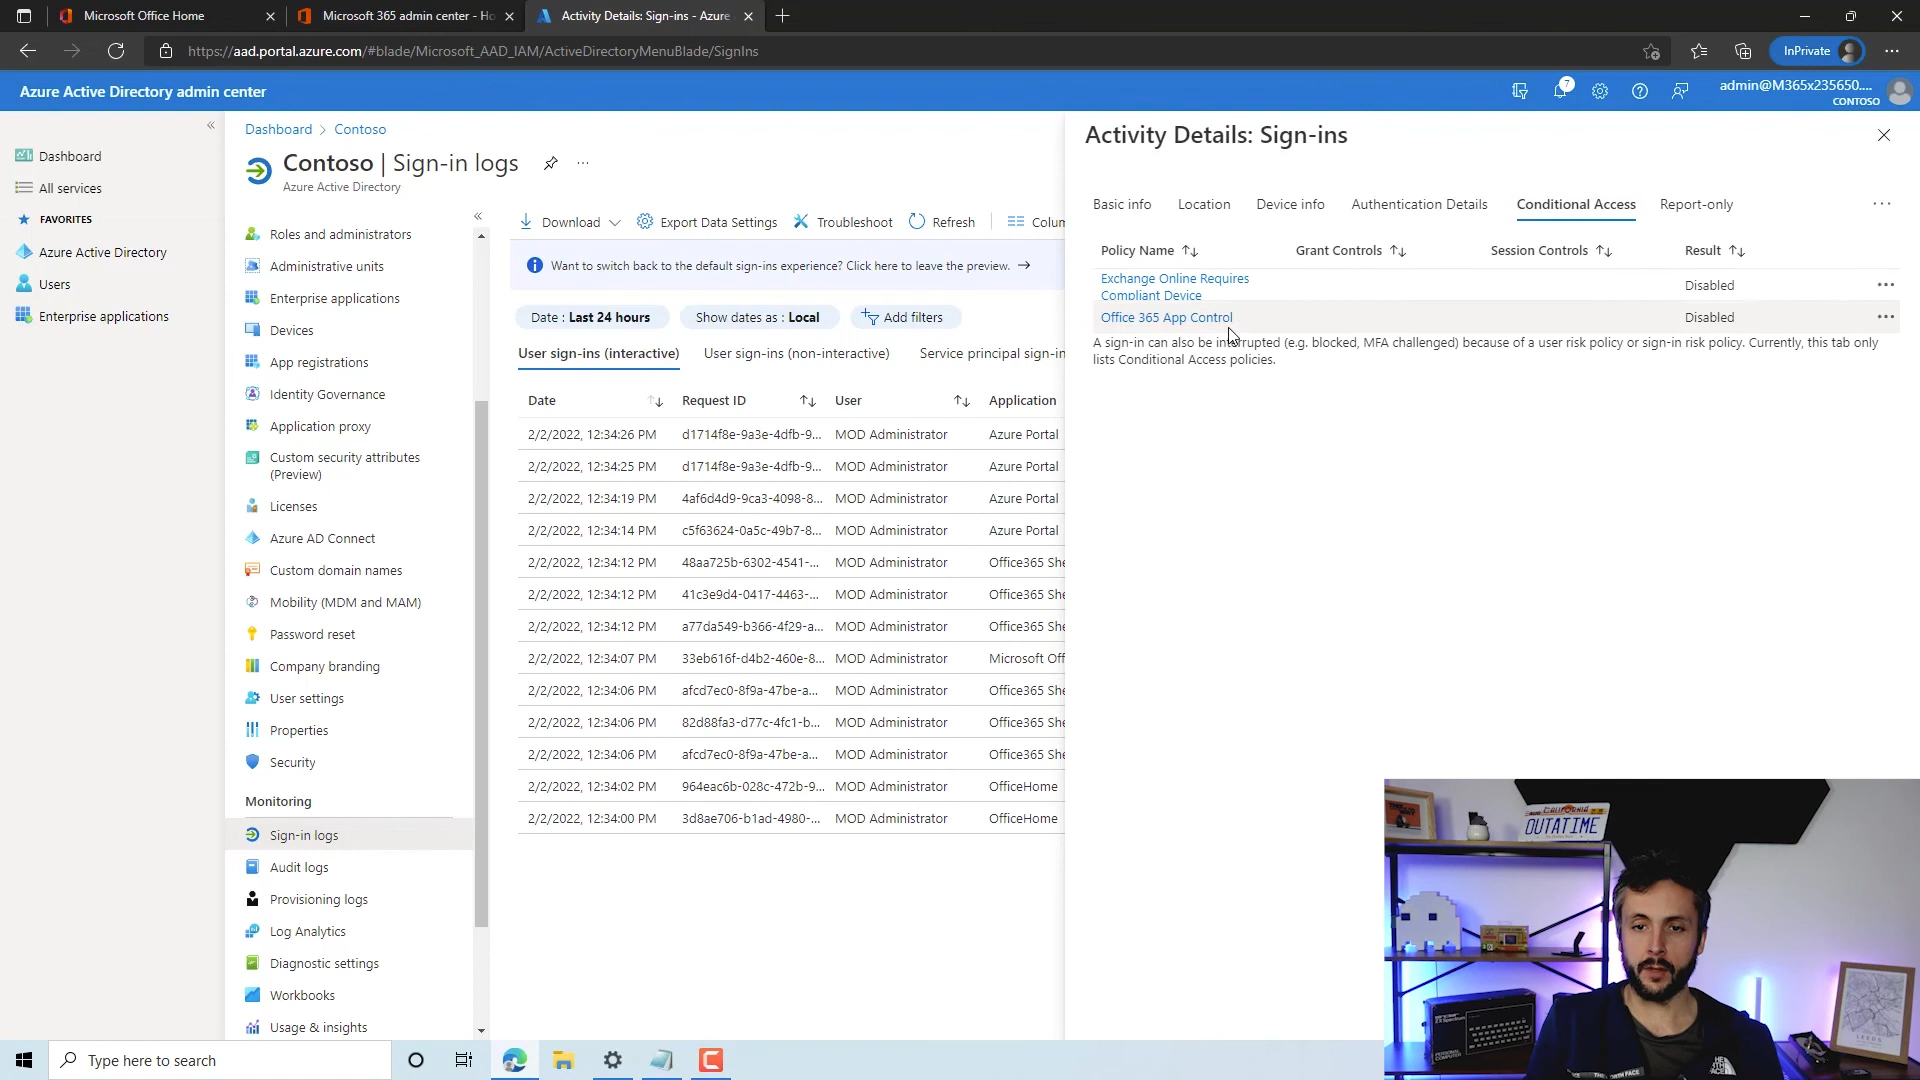 Microsoft Office Home
Microsoft 365 admin center - Ho
Activity Details: Sign-ins - Azure
https://aad.portal.azure.com/#blade/Microsoft_AAD_IAM/ActiveDirectoryMenuBlade/SignIns
InPrivate
Azure Active Directory admin center
7
admin@M365x235650....
CONTOSO
Dashboard
All services
FAVORITES
Azure Active Directory
Users
Enterprise applications
Dashboard > Contoso
Contoso | Sign-in logs
Azure Active Directory
Roles and administrators
Administrative units
Enterprise applications
Devices
App registrations
Identity Governance
Application proxy
Custom security attributes
(Preview)
Licenses
Azure AD Connect
Custom domain names
Mobility (MDM and MAM)
Password reset
Company branding
User settings
Properties
Security
Monitoring
Sign-in logs
Audit logs
Provisioning logs
Log Analytics
Diagnostic settings
Workbooks
Usage & insights
Download Export Data Settings Troubleshoot Refresh Colum
Want to switch back to the default sign-ins experience? Click here to leave the preview. →
Date : Last 24 hours Show dates as : Local Add filters
User sign-ins (interactive) User sign-ins (non-interactive) Service principal sign-in
Date Request ID User Application
2/2/2022, 12:34:26 PM d1714f8e-9a3e-4dfb-9... MOD Administrator Azure Portal
2/2/2022, 12:34:25 PM d1714f8e-9a3e-4dfb-9... MOD Administrator Azure Portal
2/2/2022, 12:34:19 PM 4af6d4d9-9ca3-4098-8... MOD Administrator Azure Portal
2/2/2022, 12:34:14 PM c5f63624-0a5c-49b7-8... MOD Administrator Azure Portal
2/2/2022, 12:34:12 PM 48aa725b-6302-4541-... MOD Administrator Office365 She
2/2/2022, 12:34:12 PM 41c3e9d4-0417-4463-... MOD Administrator Office365 She
2/2/2022, 12:34:12 PM a77da549-b366-4f29-a... MOD Administrator Office365 She
2/2/2022, 12:34:07 PM 33eb616f-d4b2-460e-8... MOD Administrator Microsoft Off
2/2/2022, 12:34:06 PM afcd7ec0-8f9a-47be-a... MOD Administrator Office365 She
2/2/2022, 12:34:06 PM 82d88fa3-d77c-4fc1-b... MOD Administrator Office365 She
2/2/2022, 12:34:06 PM afcd7ec0-8f9a-47be-a... MOD Administrator Office365 She
2/2/2022, 12:34:02 PM 964eac6b-028c-472b-9... MOD Administrator OfficeHome
2/2/2022, 12:34:00 PM 3d8ae706-b1ad-4980-... MOD Administrator OfficeHome
Activity Details: Sign-ins
Basic info Location Device info Authentication Details Conditional Access Report-only
Policy Name Grant Controls Session Controls Result
Exchange Online Requires
Compliant Device Disabled
Office 365 App Control Disabled
A sign-in can also be interrupted (e.g. blocked, MFA challenged) because of a user risk policy or sign-in risk policy. Currently, this tab only
lists Conditional Access policies.
California
OUTATIME
LEEDS
Type here to search